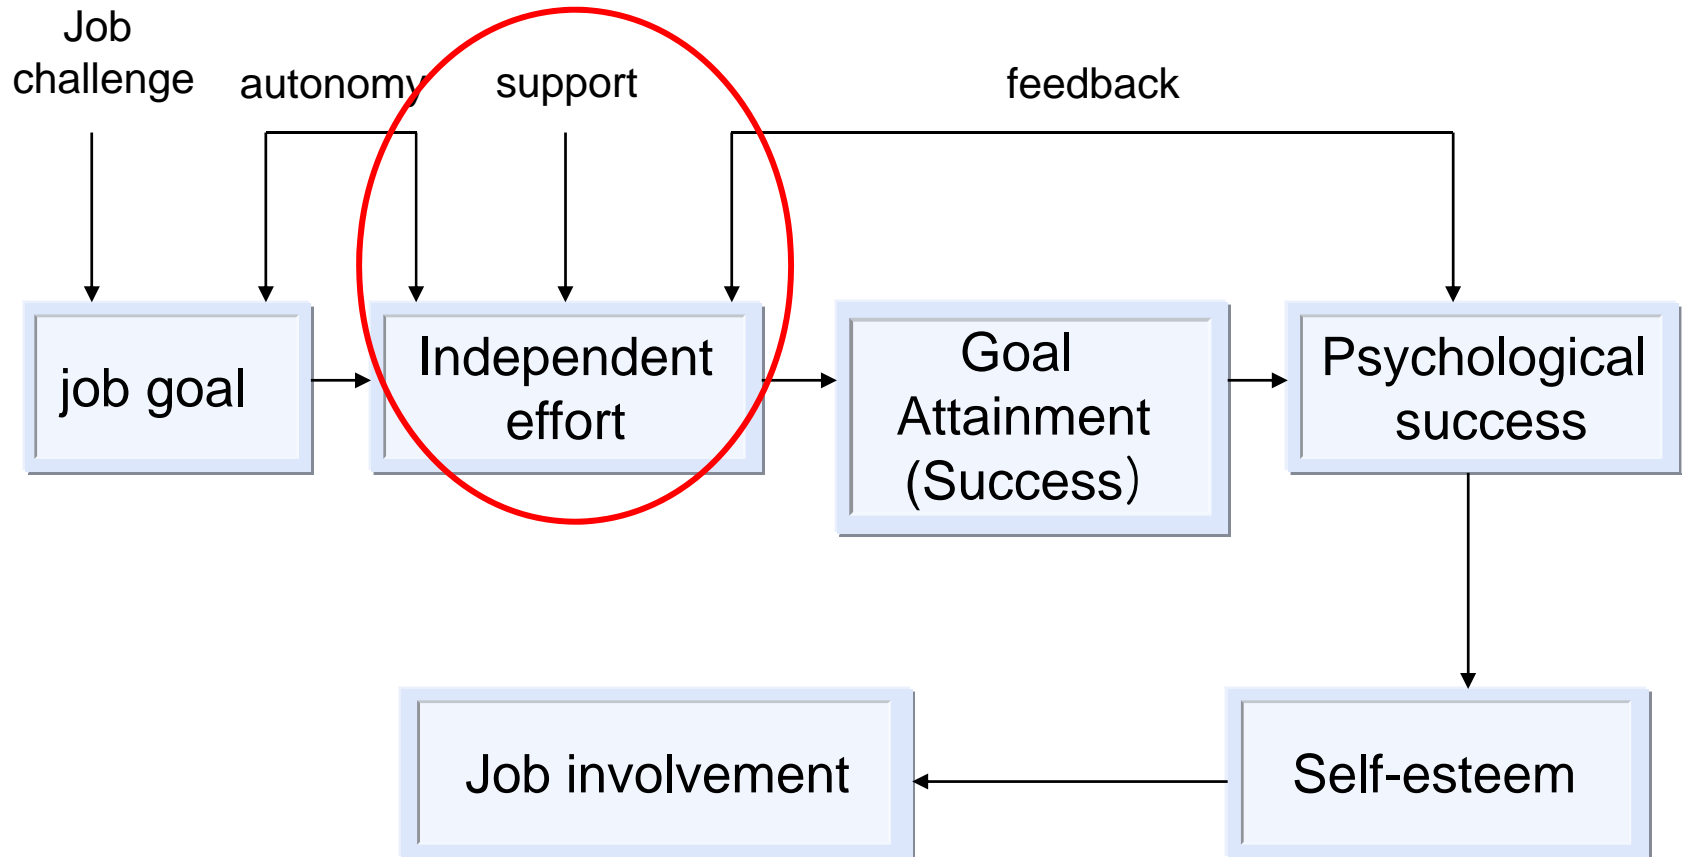 Job
challenge
autonomy
support
feedback
job goal
Independent
effort
Goal
Attainment
(Success）
Psychological
success
Job involvement
Self-esteem